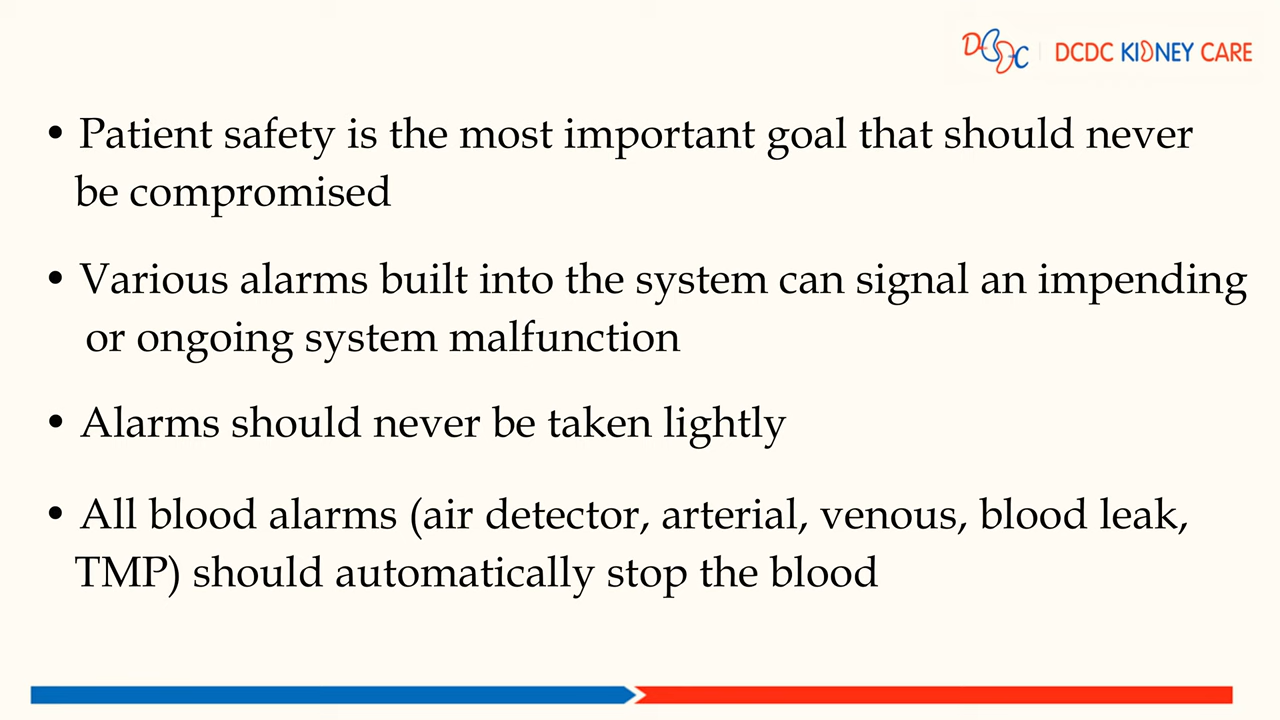 DCDC | DCDC KIDNEY CARE
• Patient safety is the most important goal that should never
be compromised
• Various alarms built into the system can signal an impending
or ongoing system malfunction
• Alarms should never be taken lightly
• All blood alarms (air detector, arterial, venous, blood leak,
TMP) should automatically stop the blood